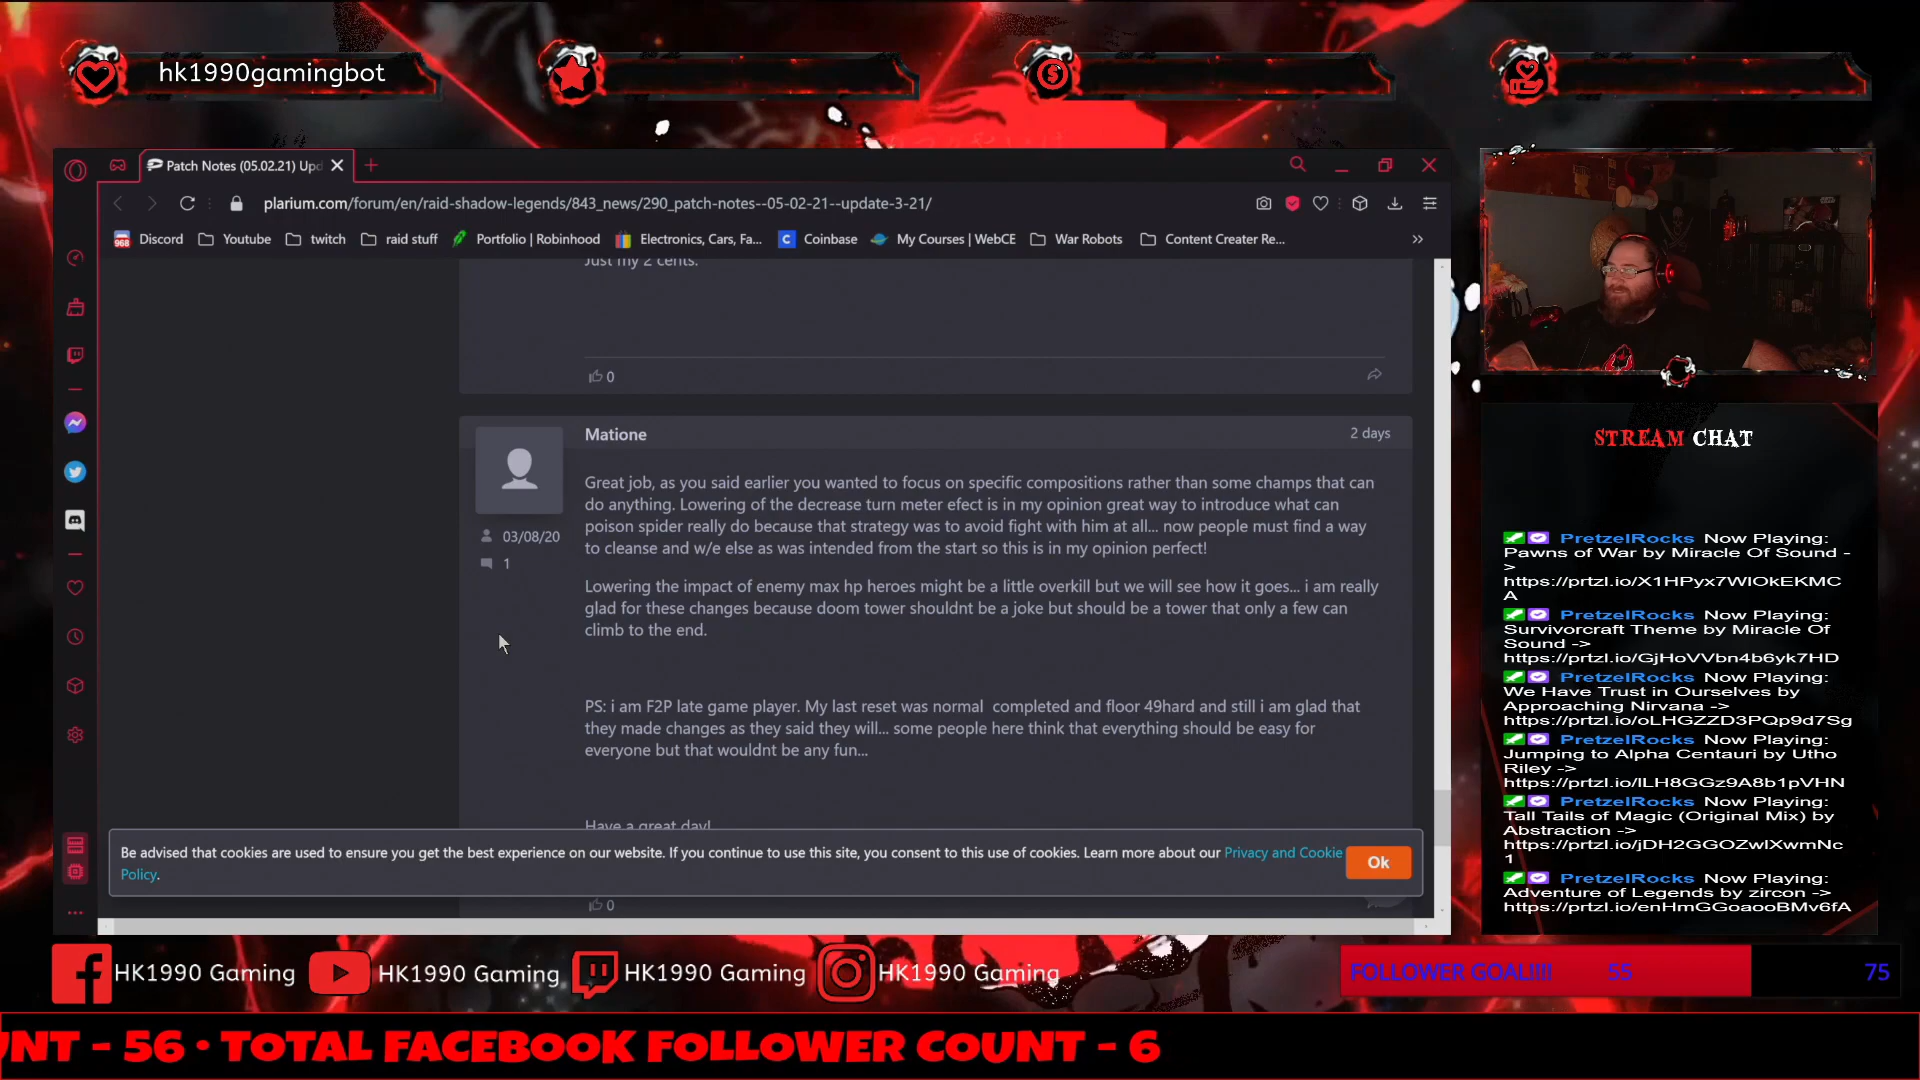 hk1990gamingbot
Patch Notes (05.02.21) Upd
plarium.com/forum/en/raid-shadow-legends/843_news/290_patch-notes--05-02-21--update-3-21/
968 Discord Youtube twitch raid stuff Portfolio | Robinhood Electronics, Cars, Fa... Coinbase My Courses | WebCE War Robots Content Creater Re...
Just my 2 cents.
0
Matione 2 days
Great job, as you said earlier you wanted to focus on specific compositions rather than some champs that can
do anything. Lowering of the decrease turn meter efect is in my opinion great way to introduce what can
poison spider really do because that strategy was to avoid fight with him at all... now people must find a way
to cleanse and w/e else as was intended from the start so this is in my opinion perfect!
03/08/20
1
Lowering the impact of enemy max hp heroes might be a little overkill but we will see how it goes... i am really
glad for these changes because doom tower shouldnt be a joke but should be a tower that only a few can
climb to the end.
PS: i am F2P late game player. My last reset was normal completed and floor 49hard and still i am glad that
they made changes as they said they will... some people here think that everything should be easy for
everyone but that wouldnt be any fun...
Have a great day!
Be advised that cookies are used to ensure you get the best experience on our website. If you continue to use this site, you consent to this use of cookies. Learn more about our Privacy and Cookie
Policy.
Ok
0
STREAM CHAT
PretzelRocks Now Playing:
Pawns of War by Miracle Of Sound -
>
https://prtzl.io/X1HPyx7WlOkEKMC
A
PretzelRocks Now Playing:
Survivorcraft Theme by Miracle Of
Sound ->
https://prtzl.io/GjHoVVbn4b6yk7HD
PretzelRocks Now Playing:
We Have Trust in Ourselves by
Approaching Nirvana ->
https://prtzl.io/oLHGZZD3PQp9d7Sg
PretzelRocks Now Playing:
Jumping to Alpha Centauri by Utho
Riley ->
https://prtzl.io/lLH8GGz9A8b1pVHN
PretzelRocks Now Playing:
Tall Tails of Magic (Original Mix) by
Abstraction ->
https://prtzl.io/jDH2GGOZwlXwmNc
1
PretzelRocks Now Playing:
Adventure of Legends by zircon ->
https://prtzl.io/enHmGGoaooBMv6fA
HK1990 Gaming HK1990 Gaming HK1990 Gaming HK1990 Gaming
FOLLOWER GOAL!!!! 55 75
UNT - 56 • TOTAL FACEBOOK FOLLOWER COUNT - 6